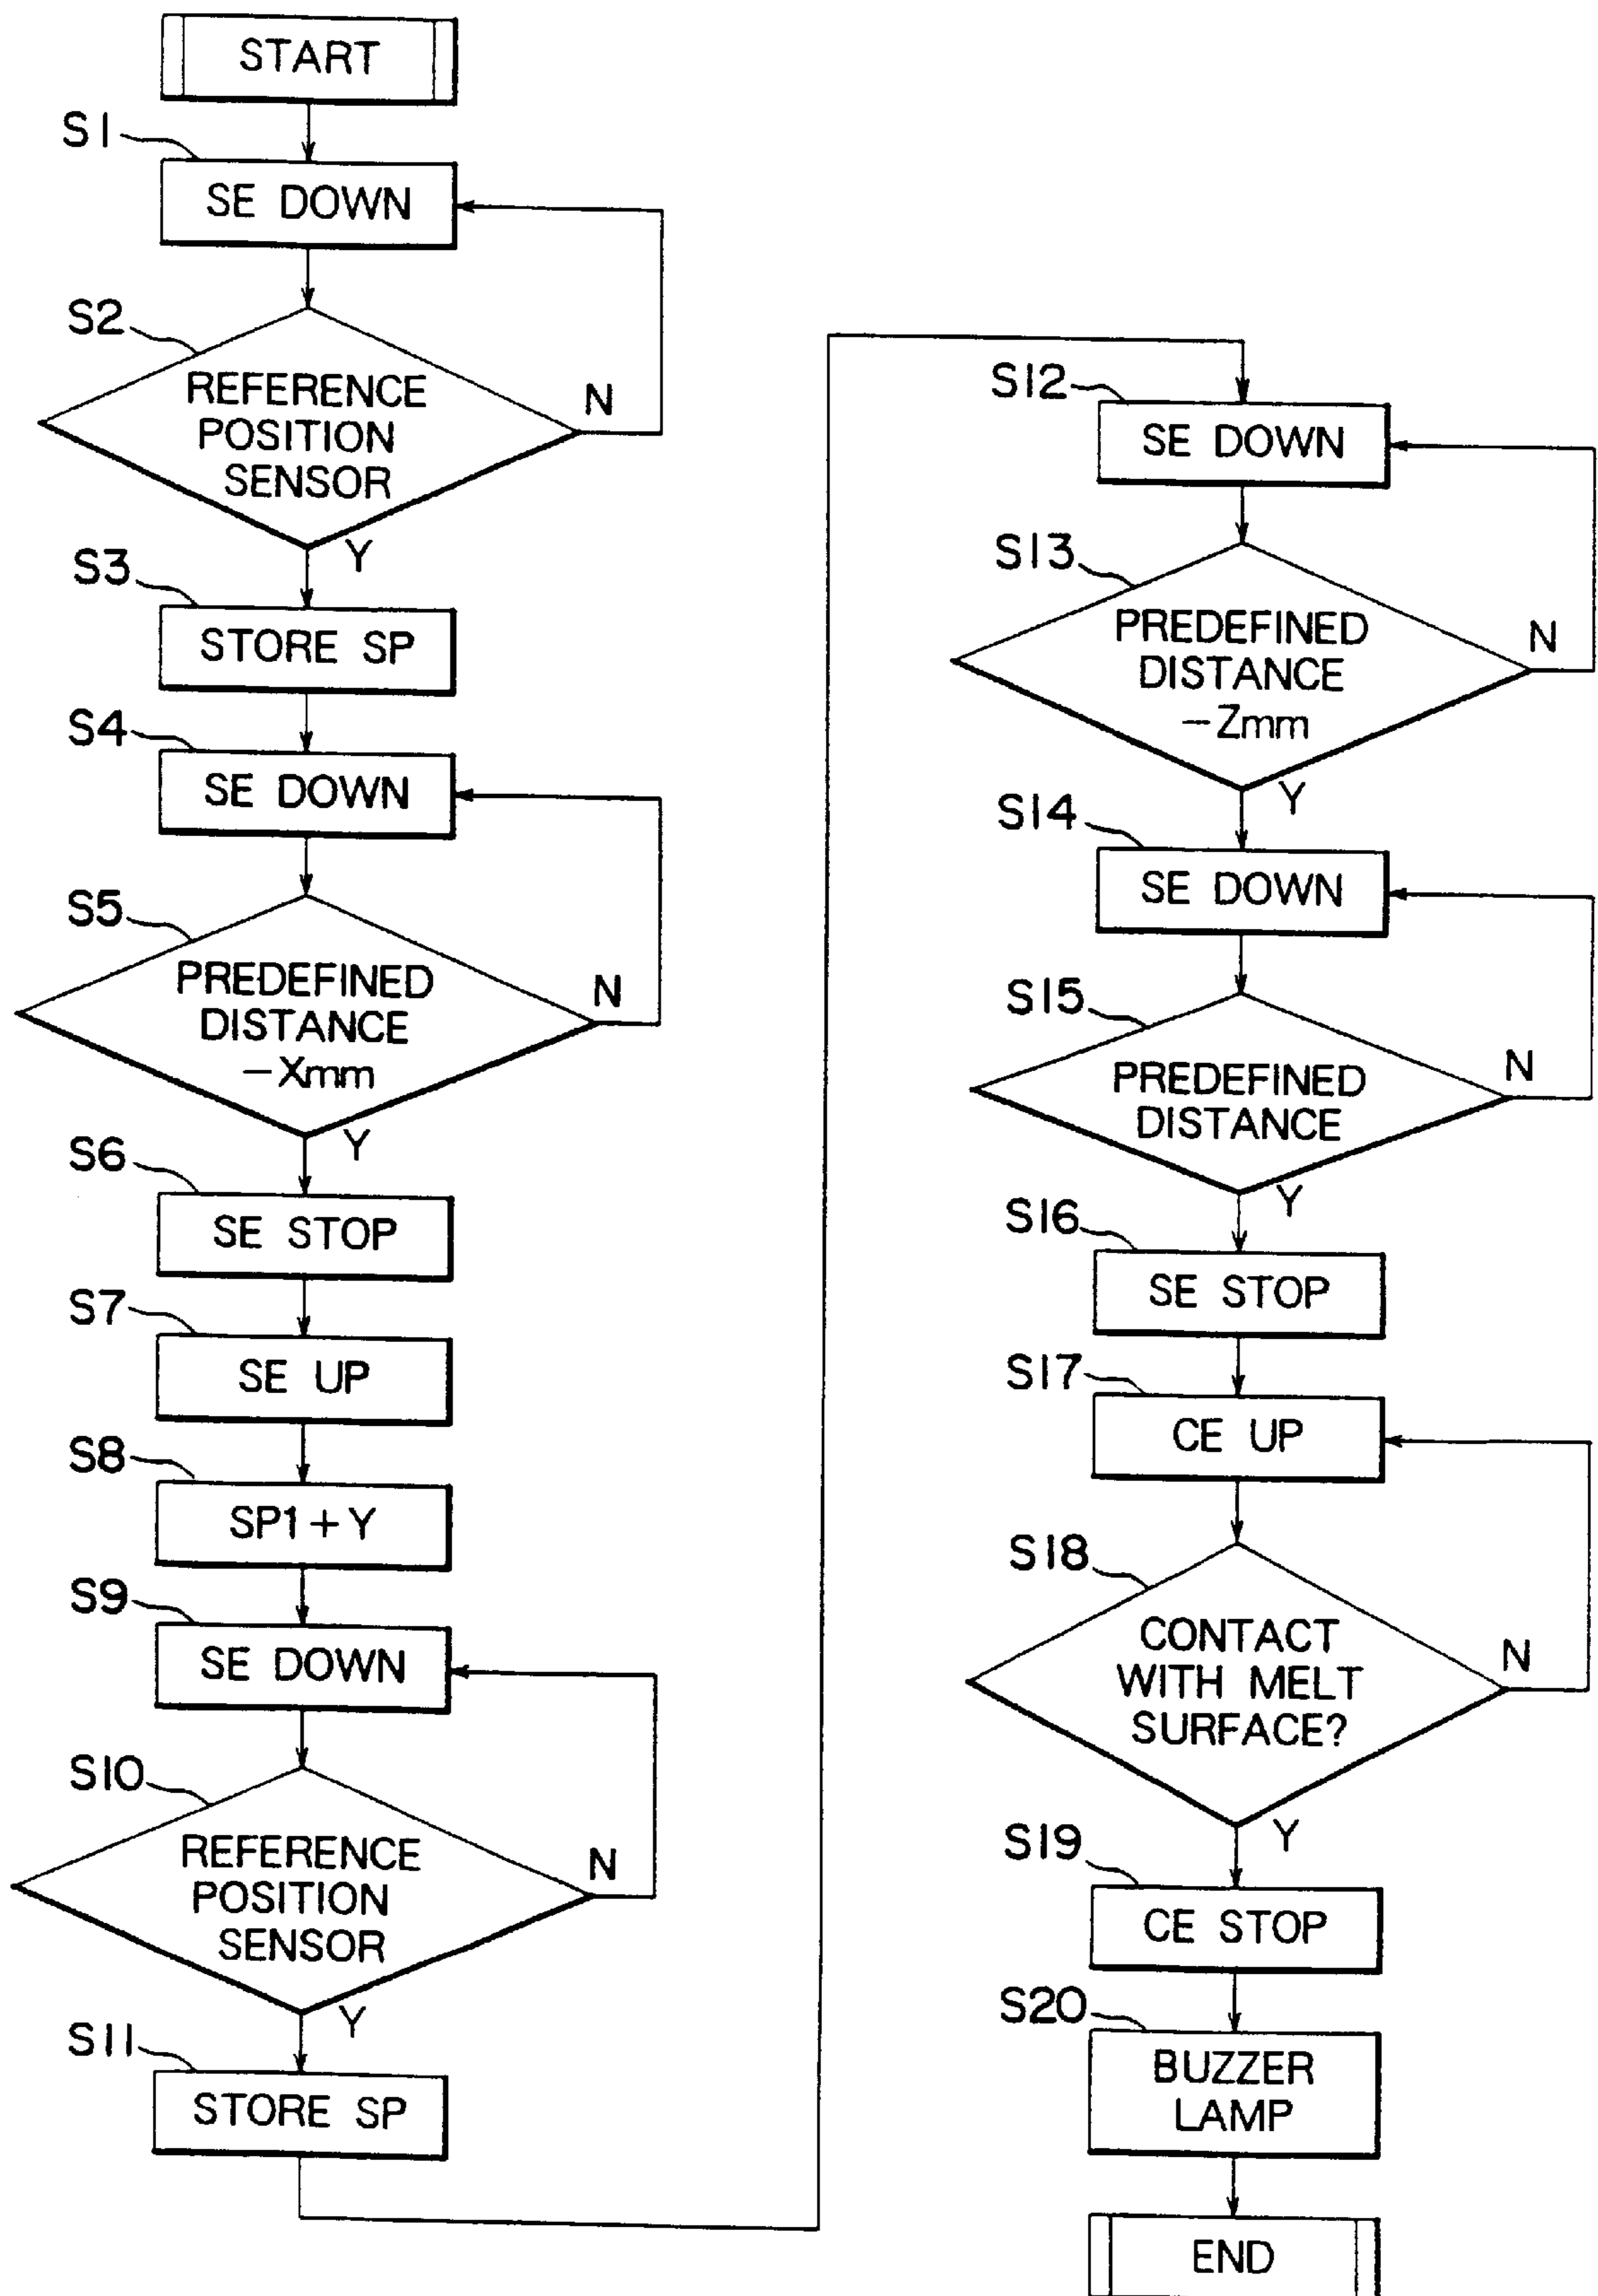 START
S1
SE DOWN
S2
REFERENCE
POSITION
SENSOR
N
Y
S3
STORE SP
S4
SE DOWN
S5
PREDEFINED
DISTANCE
-Xmm
N
Y
S6
SE STOP
S7
SE UP
S8
SP1+Y
S9
SE DOWN
S10
REFERENCE
POSITION
SENSOR
N
Y
S11
STORE SP
S12
SE DOWN
S13
PREDEFINED
DISTANCE
-Zmm
N
Y
S14
SE DOWN
S15
PREDEFINED
DISTANCE
N
Y
S16
SE STOP
S17
CE UP
S18
CONTACT
WITH MELT
SURFACE?
N
Y
S19
CE STOP
S20
BUZZER
LAMP
END